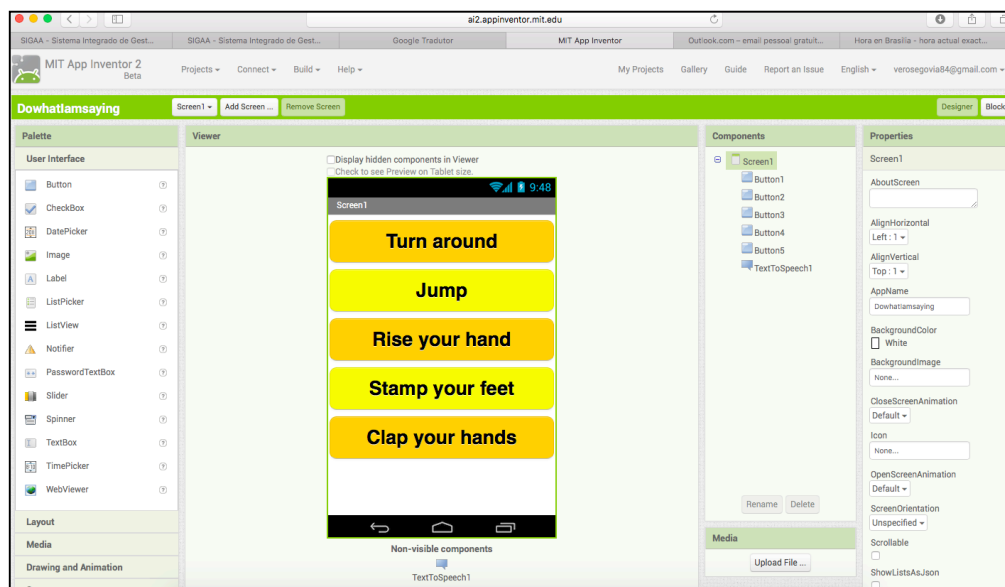 ai2.appinventor.mit.edu
SIGAA - Sistema Integrado de Gest...
SIGAA - Sistema Integrado de Gest...
Google Tradutor
MIT App Inventor
Outlook.com – email pessoal gratuit...
Hora en Brasilia - hora actual exact...
MIT App Inventor 2
Beta
Projects
Connect
Build
Help
My Projects
Gallery
Guide
Report an Issue
English
verosegovia84@gmail.com
DowhatIamsaying
Screen1
Add Screen ...
Remove Screen
Designer
Block
Palette
User Interface
Button
CheckBox
DatePicker
Image
Label
ListPicker
ListView
Notifier
PasswordTextBox
Slider
Spinner
TextBox
TimePicker
WebViewer
Layout
Media
Drawing and Animation
Viewer
Display hidden components in Viewer
Check to see Preview on Tablet size.
9:48
Screen1
Turn around
Jump
Rise your hand
Stamp your feet
Clap your hands
Non-visible components
TextToSpeech1
Components
Screen1
Button1
Button2
Button3
Button4
Button5
TextToSpeech1
Rename
Delete
Media
Upload File ...
Properties
Screen1
AboutScreen
AlignHorizontal
Left : 1
AlignVertical
Top : 1
AppName
DowhatIamsaying
BackgroundColor
White
BackgroundImage
None...
CloseScreenAnimation
Default
Icon
None...
OpenScreenAnimation
Default
ScreenOrientation
Unspecified
Scrollable
ShowListsAsJson